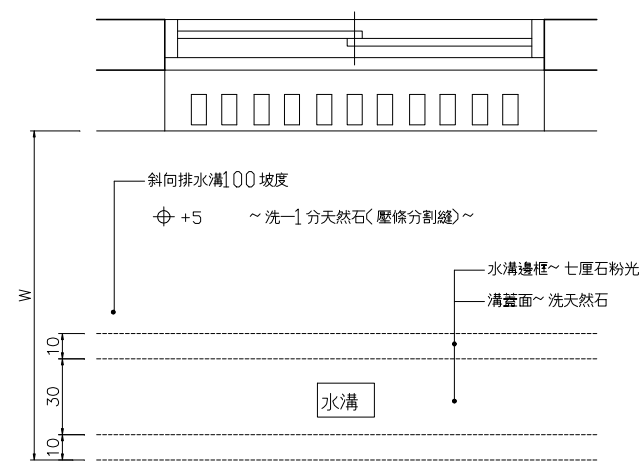 斜向排水溝100坡度
+5
~洗一1分天然石(壓條分割縫)~
水溝邊框~七厘石粉光
溝蓋面~洗天然石
W
10
30
10
水溝